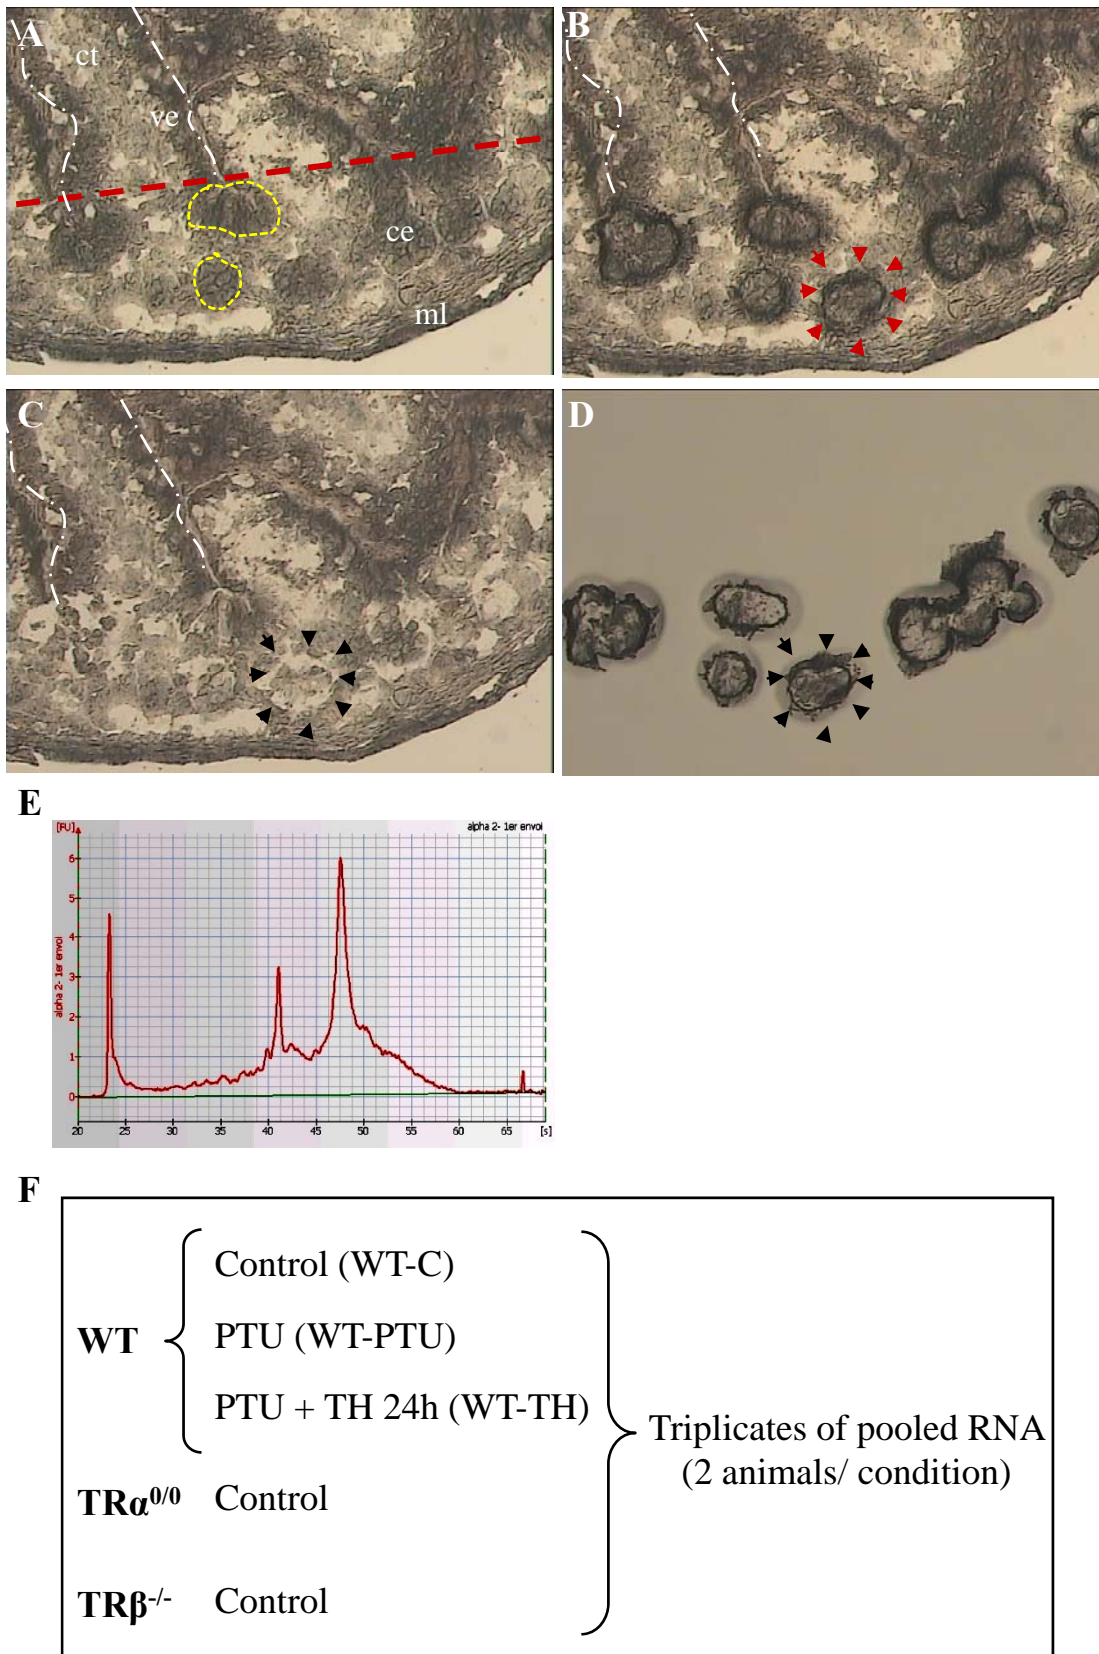 A
ct
ve
ce
ml
B
C
D
E
[FU]
alpha 2- 1er envoi
alpha 2- 1er envoi
6
5
4
3
2
1
0
20 25 30 35 40 45 50 55 60 65 [s]
F
Control (WT-C)
PTU (WT-PTU)
WT
PTU + TH 24h (WT-TH)
Triplicates of pooled RNA
(2 animals/ condition)
TRα0/0 Control
TRβ-/- Control